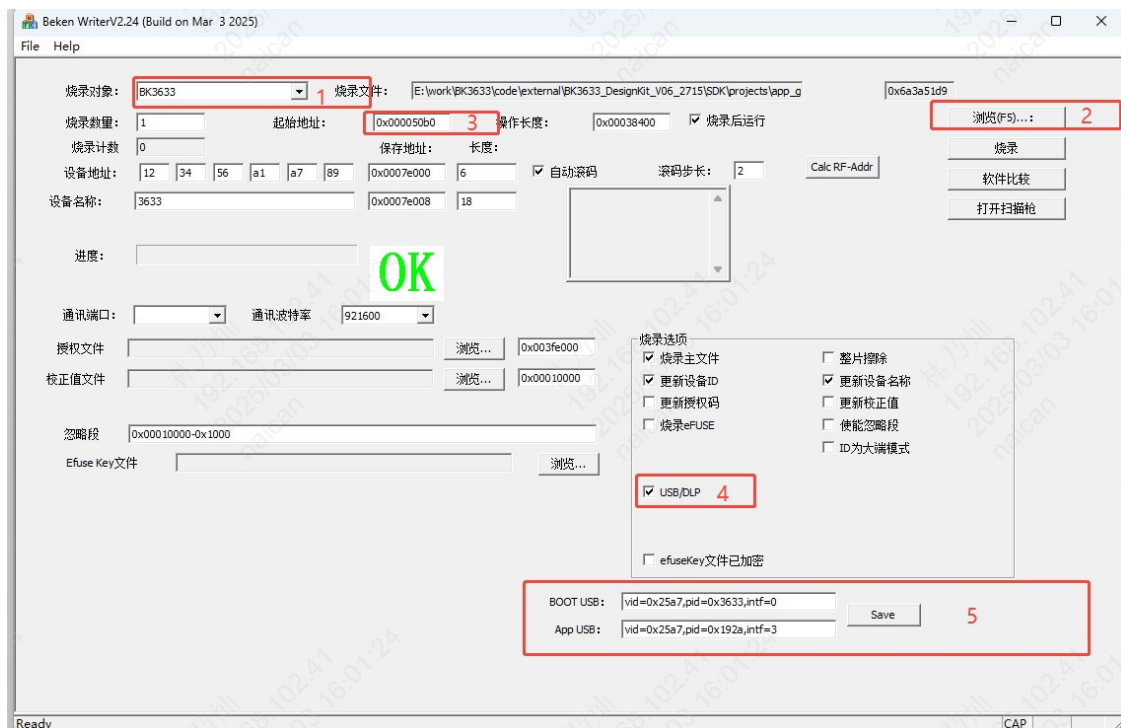 Beken WriterV2.24 (Build on Mar 3 2025)
File Help
烧录对象: BK3633 1 烧录文件: E:\work\BK3633\code\external\BK3633_DesignKit_V06_2715\SDK\projects\app_g 0x6a3a51d9
烧录数量: 1 起始地址: 0x000050b0 3 操作长度: 0x00038400 烧录后运行 浏览(F5)...: 2
烧录计数 0 保存地址: 长度: 烧录
设备地址: 12 34 56 a1 a7 89 0x0007e000 6 自动滚码 滚码步长: 2 Calc RF-Addr 软件比较
设备名称: 3633 0x0007e008 18 打开扫描枪
进度: OK
通讯端口: 通讯波特率 921600
授权文件 浏览... 0x003fe000
校正值文件 浏览... 0x00010000
忽略段 0x00010000-0x1000
Efuse Key文件 浏览...
烧录选项
烧录主文件 整片擦除
更新设备ID 更新设备名称
更新授权码 更新校正值
烧录eFUSE 使能忽略段
ID为大端模式
USB/DLP 4
efuseKey文件已加密
BOOT USB: vid=0x25a7,pid=0x3633,intf=0
App USB: vid=0x25a7,pid=0x192a,intf=3
Save 5
Ready CAP
192.168.102.41
2025/03/03 16:01:24
naican